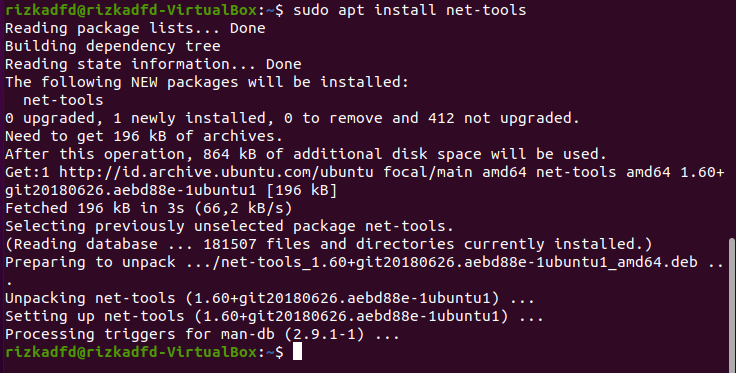 rizkadfd@rizkadfd-VirtualBox:~$ sudo apt install net-tools
Reading package lists... Done
Building dependency tree
Reading state information... Done
The following NEW packages will be installed:
  net-tools
0 upgraded, 1 newly installed, 0 to remove and 412 not upgraded.
Need to get 196 kB of archives.
After this operation, 864 kB of additional disk space will be used.
Get:1 http://id.archive.ubuntu.com/ubuntu focal/main amd64 net-tools amd64 1.60+
git20180626.aebd88e-1ubuntu1 [196 kB]
Fetched 196 kB in 3s (66,2 kB/s)
Selecting previously unselected package net-tools.
(Reading database ... 181507 files and directories currently installed.)
Preparing to unpack .../net-tools_1.60+git20180626.aebd88e-1ubuntu1_amd64.deb ..
.
Unpacking net-tools (1.60+git20180626.aebd88e-1ubuntu1) ...
Setting up net-tools (1.60+git20180626.aebd88e-1ubuntu1) ...
Processing triggers for man-db (2.9.1-1) ...
rizkadfd@rizkadfd-VirtualBox:~$